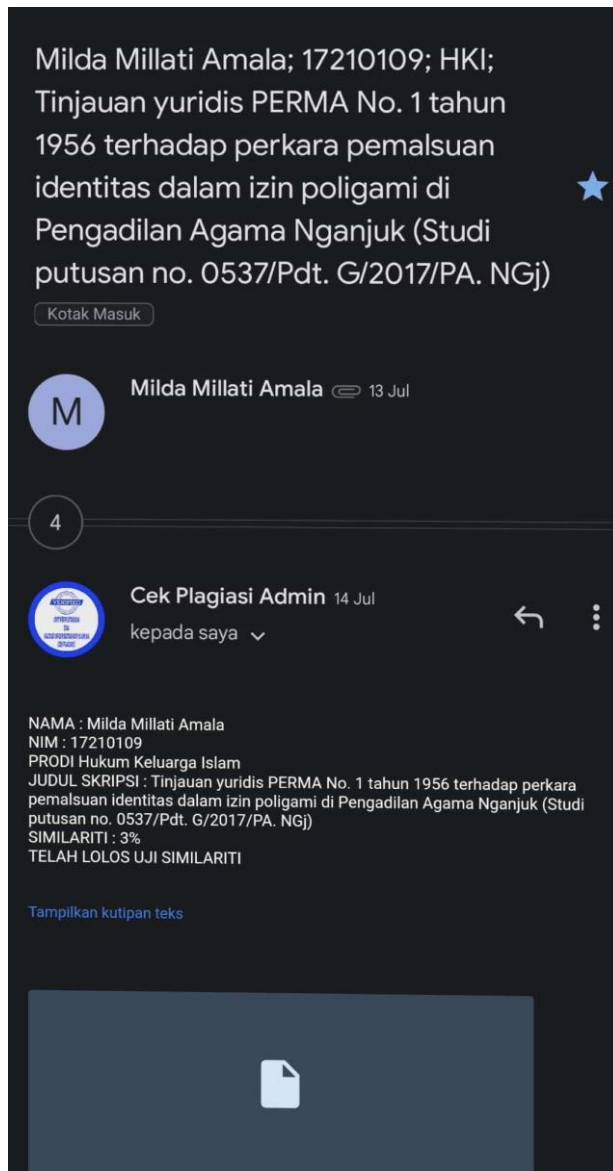 Milda Millati Amala; 17210109; HKI;
Tinjauan yuridis PERMA No. 1 tahun
1956 terhadap perkara pemalsuan
identitas dalam izin poligami di
Pengadilan Agama Nganjuk (Studi
putusan no. 0537/Pdt. G/2017/PA. NGj)
Kotak Masuk
M
Milda Millati Amala 13 Jul
4
Cek Plagiasi Admin 14 Jul
kepada saya
NAMA : Milda Millati Amala
NIM : 17210109
PRODI Hukum Keluarga Islam
JUDUL SKRIPSI : Tinjauan yuridis PERMA No. 1 tahun 1956 terhadap perkara
pemalsuan identitas dalam izin poligami di Pengadilan Agama Nganjuk (Studi
putusan no. 0537/Pdt. G/2017/PA. NGj)
SIMILARITI : 3%
TELAH LOLOS UJI SIMILARITI
Tampilkan kutipan teks